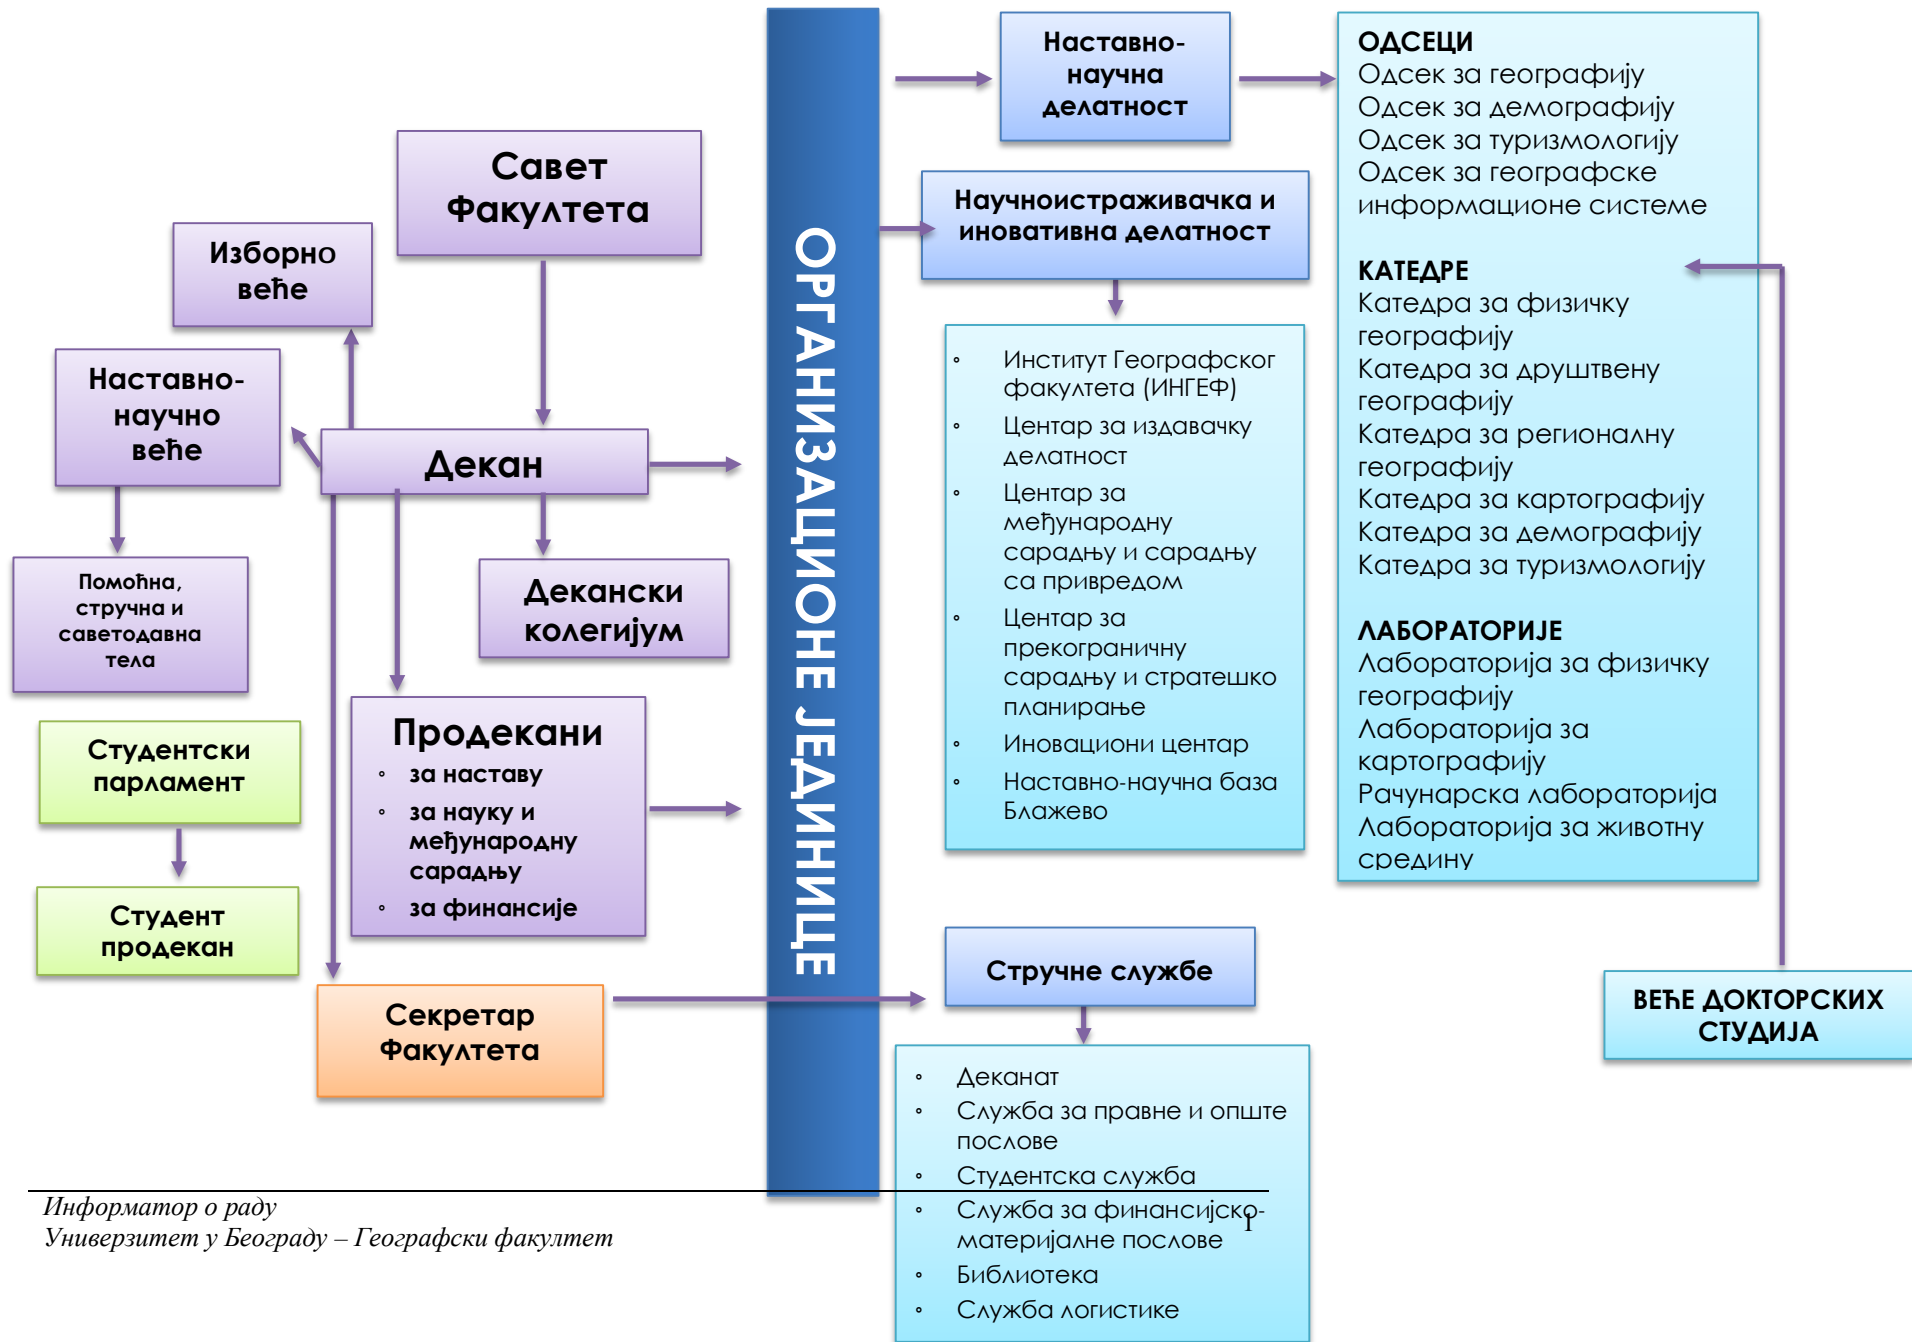 Савет
Факултета
Изборно
веће
Наставно-
научно
веће
Декан
Помоћна,
стручна и
саветодавна
тела
Декански
колегијум
Студентски
парламент
Студент
продекан
Продекани
◦ за наставу
◦ за науку и
међународну
сарадњу
◦ за финансије
Секретар
Факултета
ОРГАНИЗАЦИОНЕ ЈЕДИНИЦЕ
Наставно-
научна
делатност
Научноистраживачка и
иновативна делатност
◦ Институт Географског
факултета (ИНГЕФ)
◦ Центар за издавачку
делатност
◦ Центар за
међународну
сарадњу и сарадњу
са привредом
◦ Центар за
прекограничну
сарадњу и стратешко
планирање
◦ Иновациони центар
◦ Наставно-научна база
Блажево
Стручне службе
◦ Деканат
◦ Служба за правне и опште
послове
◦ Студентска служба
◦ Служба за финансијско-
материјалне послове
◦ Библиотека
◦ Служба логистике
ОДСЕЦИ
Одсек за географију
Одсек за демографију
Одсек за туризмологију
Одсек за географске
информационе системе
КАТЕДРЕ
Катедра за физичку
географију
Катедра за друштвену
географију
Катедра за регионалну
географију
Катедра за картографију
Катедра за демографију
Катедра за туризмологију
ЛАБОРАТОРИЈЕ
Лабораторија за физичку
географију
Лабораторија за
картографију
Рачунарска лабораторија
Лабораторија за животну
средину
ВЕЋЕ ДОКТОРСКИХ
СТУДИЈА
Информатор о раду
Универзитет у Београду – Географски факултет
1